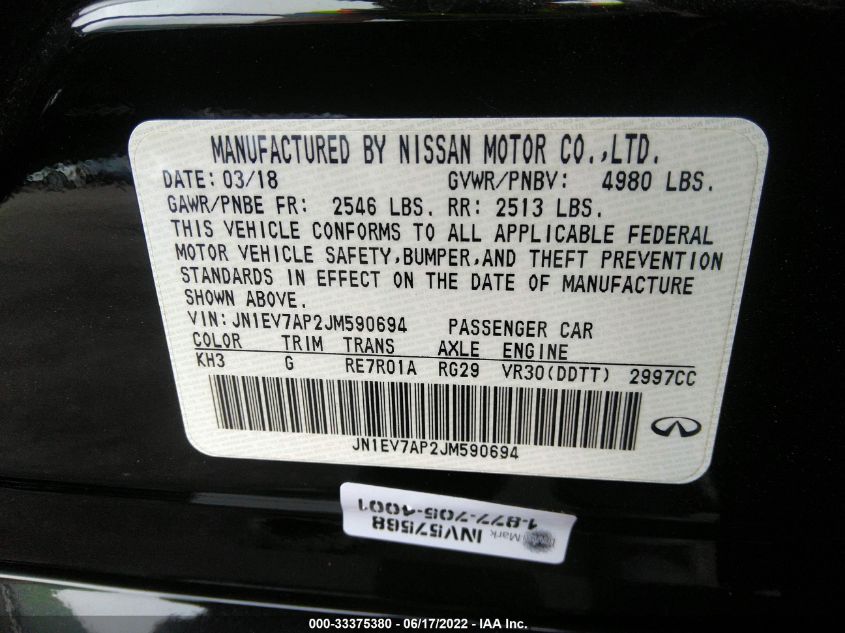 MANUFACTURED BY NISSAN MOTOR CO.,LTD.
DATE: 03/18 GVWR/PNBV: 4980 LBS.
GAWR/PNBE FR: 2546 LBS. RR: 2513 LBS.
THIS VEHICLE CONFORMS TO ALL APPLICABLE FEDERAL
MOTOR VEHICLE SAFETY,BUMPER,AND THEFT PREVENTION
STANDARDS IN EFFECT ON THE DATE OF MANUFACTURE
SHOWN ABOVE.
VIN: JN1EV7AP2JM590694 PASSENGER CAR
COLOR TRIM TRANS AXLE ENGINE
KH3 G RE7R01A RG29 VR30(DDTT) 2997CC
JN1EV7AP2JM590694
Mark
INV571568
1-877-705-4001
000-33375380 - 06/17/2022 - IAA Inc.